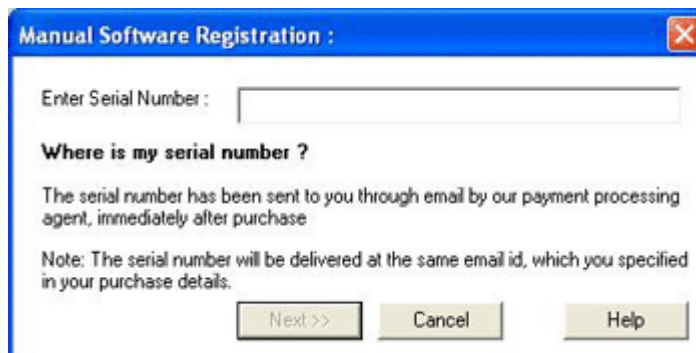 Manual Software Registration :
Enter Serial Number :
Where is my serial number ?
The serial number has been sent to you through email by our payment processing
agent, immediately after purchase
Note: The serial number will be delivered at the same email id, which you specified
in your purchase details.
Next >> Cancel Help